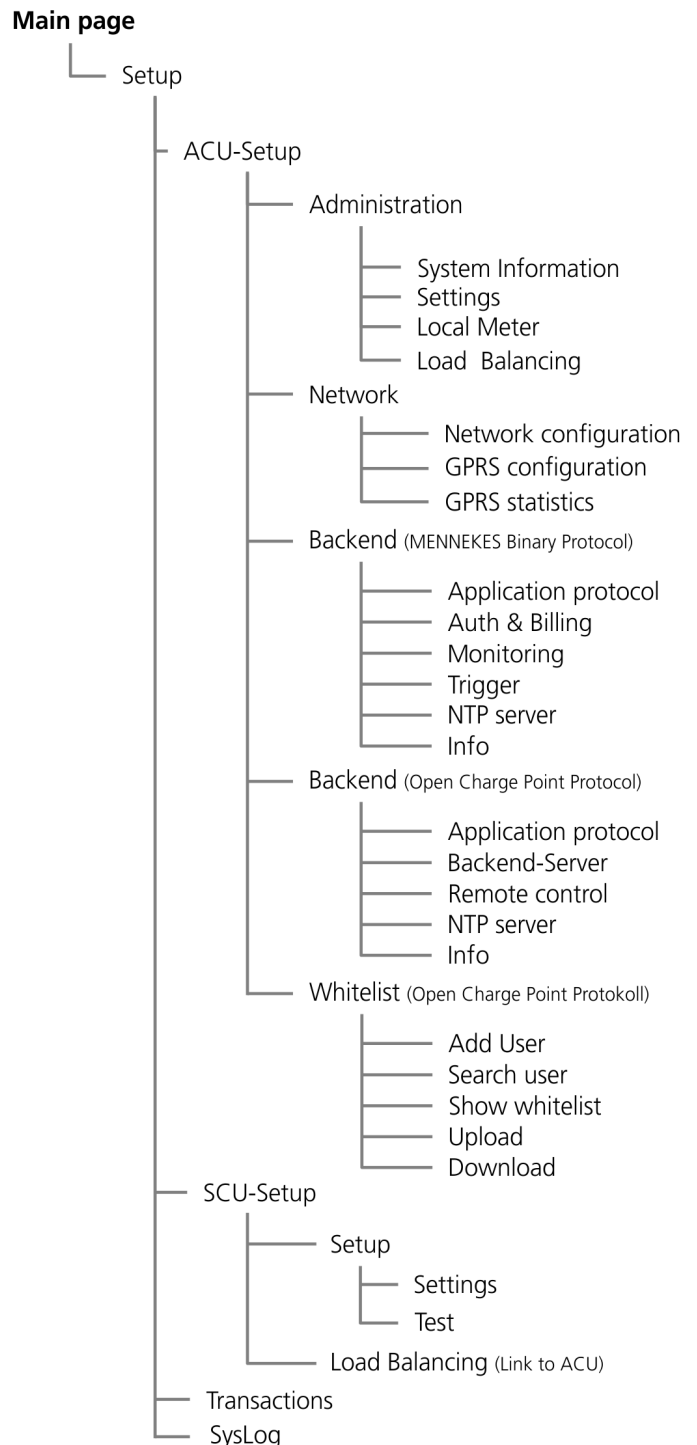 Main page
Setup
ACU-Setup
Administration
System Information
Settings
Local Meter
Load  Balancing
Network
Network configuration
GPRS configuration
GPRS statistics
Backend (MENNEKES Binary Protocol)
Application protocol
Auth & Billing
Monitoring
Trigger
NTP server
Info
Backend (Open Charge Point Protocol)
Application protocol
Backend-Server
Remote control
NTP server
Info
Whitelist (Open Charge Point Protokoll)
Add User
Search user
Show whitelist
Upload
Download
SCU-Setup
Setup
Settings
Test
Load Balancing (Link to ACU)
Transactions
SysLog